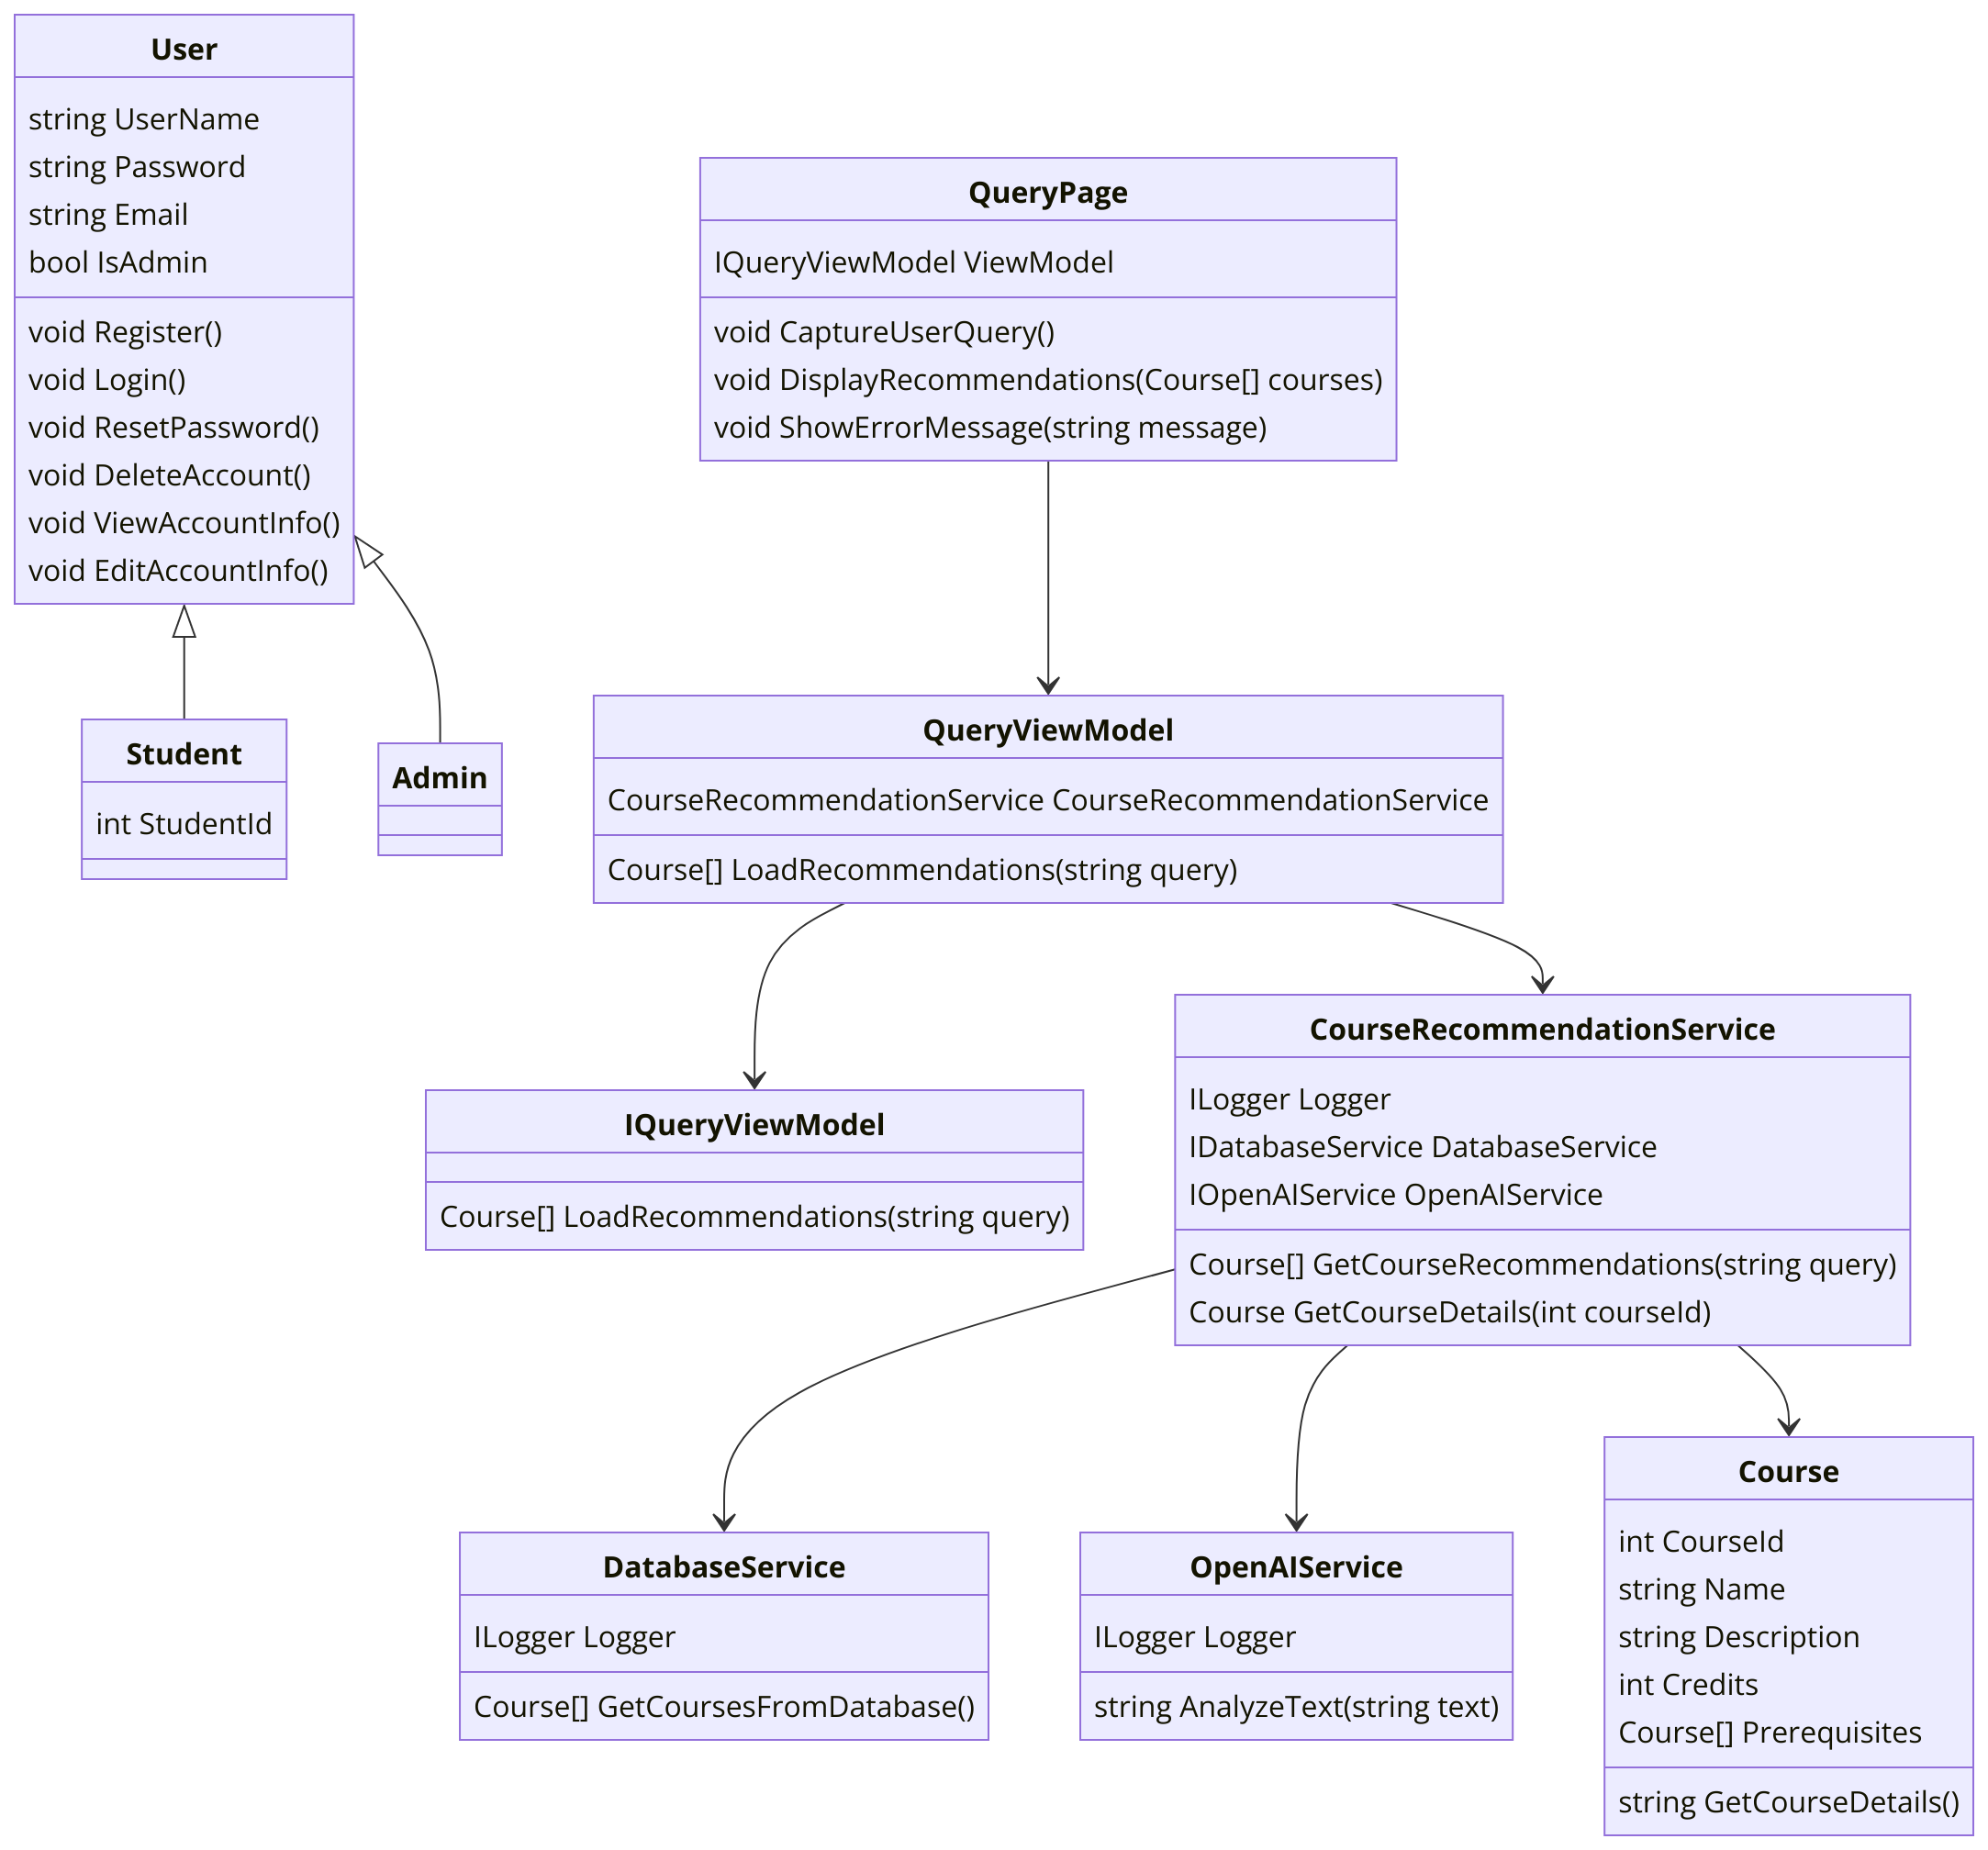 User
string UserName
string Password
string Email
bool IsAdmin
void Register()
void Login()
void ResetPassword()
void DeleteAccount()
void ViewAccountInfo()
void EditAccountInfo()
QueryPage
IQueryViewModel ViewModel
void CaptureUserQuery()
void DisplayRecommendations(Course[] courses)
void ShowErrorMessage(string message)
Student
int StudentId
Admin
QueryViewModel
CourseRecommendationService CourseRecommendationService
Course[] LoadRecommendations(string query)
IQueryViewModel
Course[] LoadRecommendations(string query)
CourseRecommendationService
ILogger Logger
IDatabaseService DatabaseService
IOpenAIService OpenAIService
Course[] GetCourseRecommendations(string query)
Course GetCourseDetails(int courseId)
DatabaseService
ILogger Logger
Course[] GetCoursesFromDatabase()
OpenAIService
ILogger Logger
string AnalyzeText(string text)
Course
int CourseId
string Name
string Description
int Credits
Course[] Prerequisites
string GetCourseDetails()